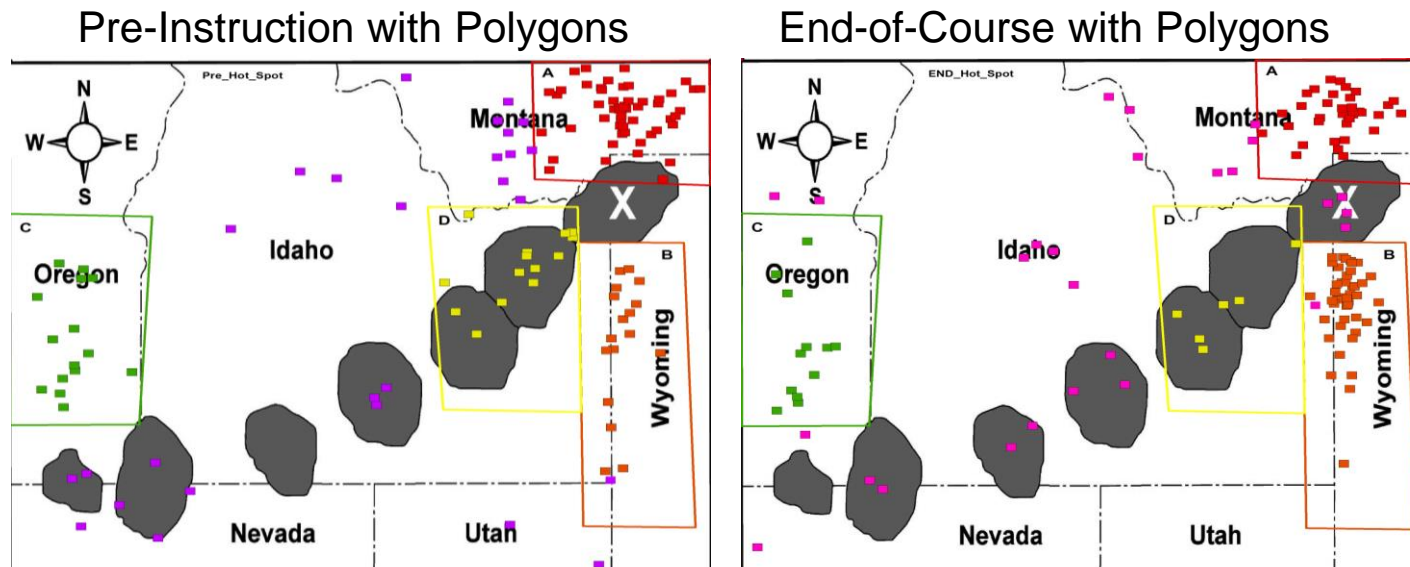 Pre-Instruction with Polygons
Pre_Hot_Spot
A
N
Montana
W E
S
X
C
D
Idaho
Oregon
B
Wyoming
Nevada
Utah
End-of-Course with Polygons
END_Hot_Spot
A
N
Montana
W E
S
X
C
D
Idaho
Oregon
B
Wyoming
Nevada
Utah